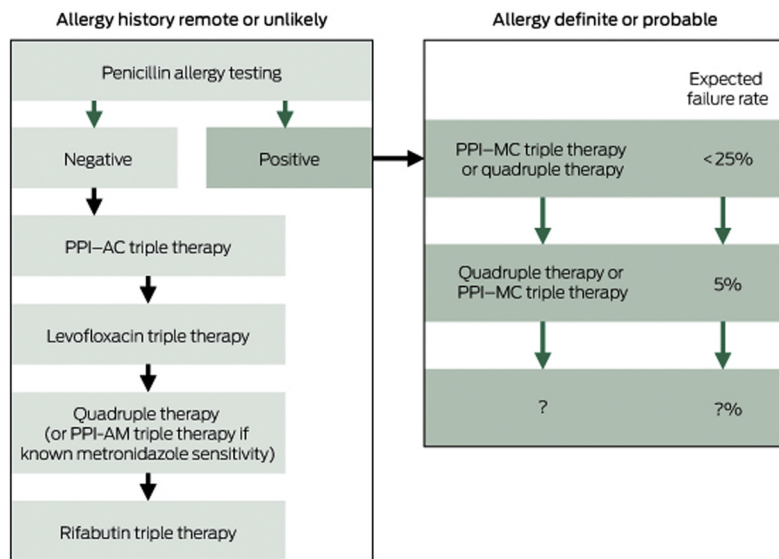 Allergy history remote or unlikely
Penicillin allergy testing
Negative
Positive
PPI–AC triple therapy
Levofloxacin triple therapy
Quadruple therapy
(or PPI-AM triple therapy if
known metronidazole sensitivity)
Rifabutin triple therapy
Allergy definite or probable
Expected
failure rate
PPI–MC triple therapy
or quadruple therapy
<25%
Quadruple therapy or
PPI–MC triple therapy
5%
?
?%